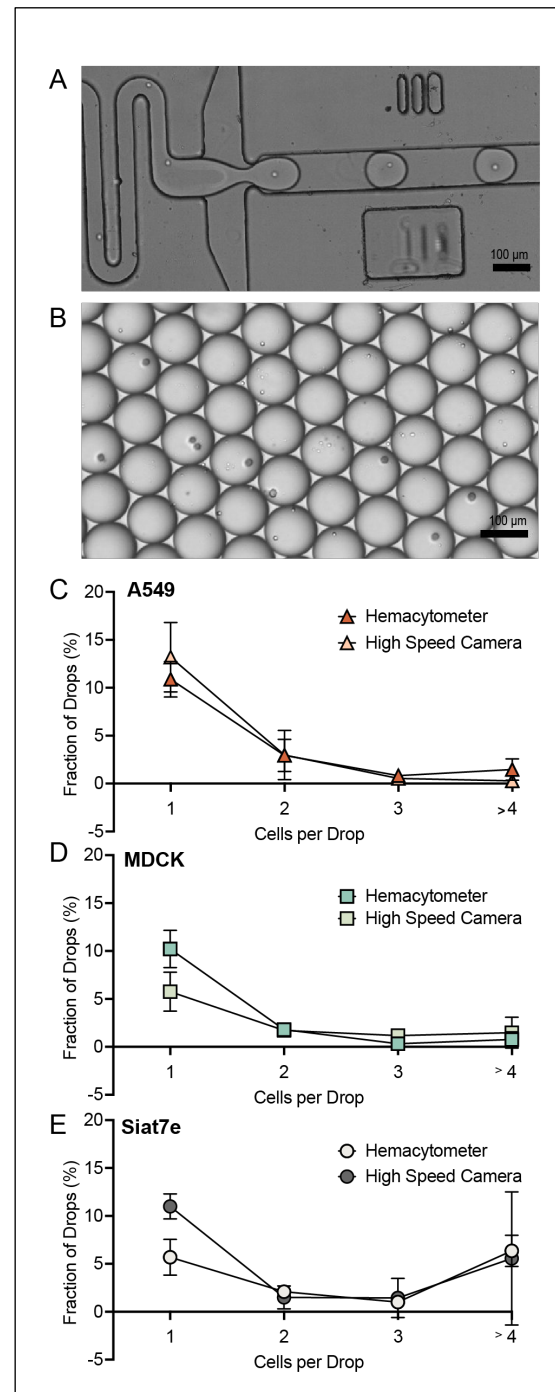 A
100 µm
B
100 µm
C
A549
20
15
10
5
0
-5
Fraction of Drops (%)
Hemacytometer
High Speed Camera
1 2 3 >4
Cells per Drop
D
MDCK
20
15
10
5
0
-5
Fraction of Drops (%)
Hemacytometer
High Speed Camera
1 2 3 >4
Cells per Drop
E
Siat7e
20
15
10
5
0
-5
Fraction of Drops (%)
Hemacytometer
High Speed Camera
1 2 3 >4
Cells per Drop